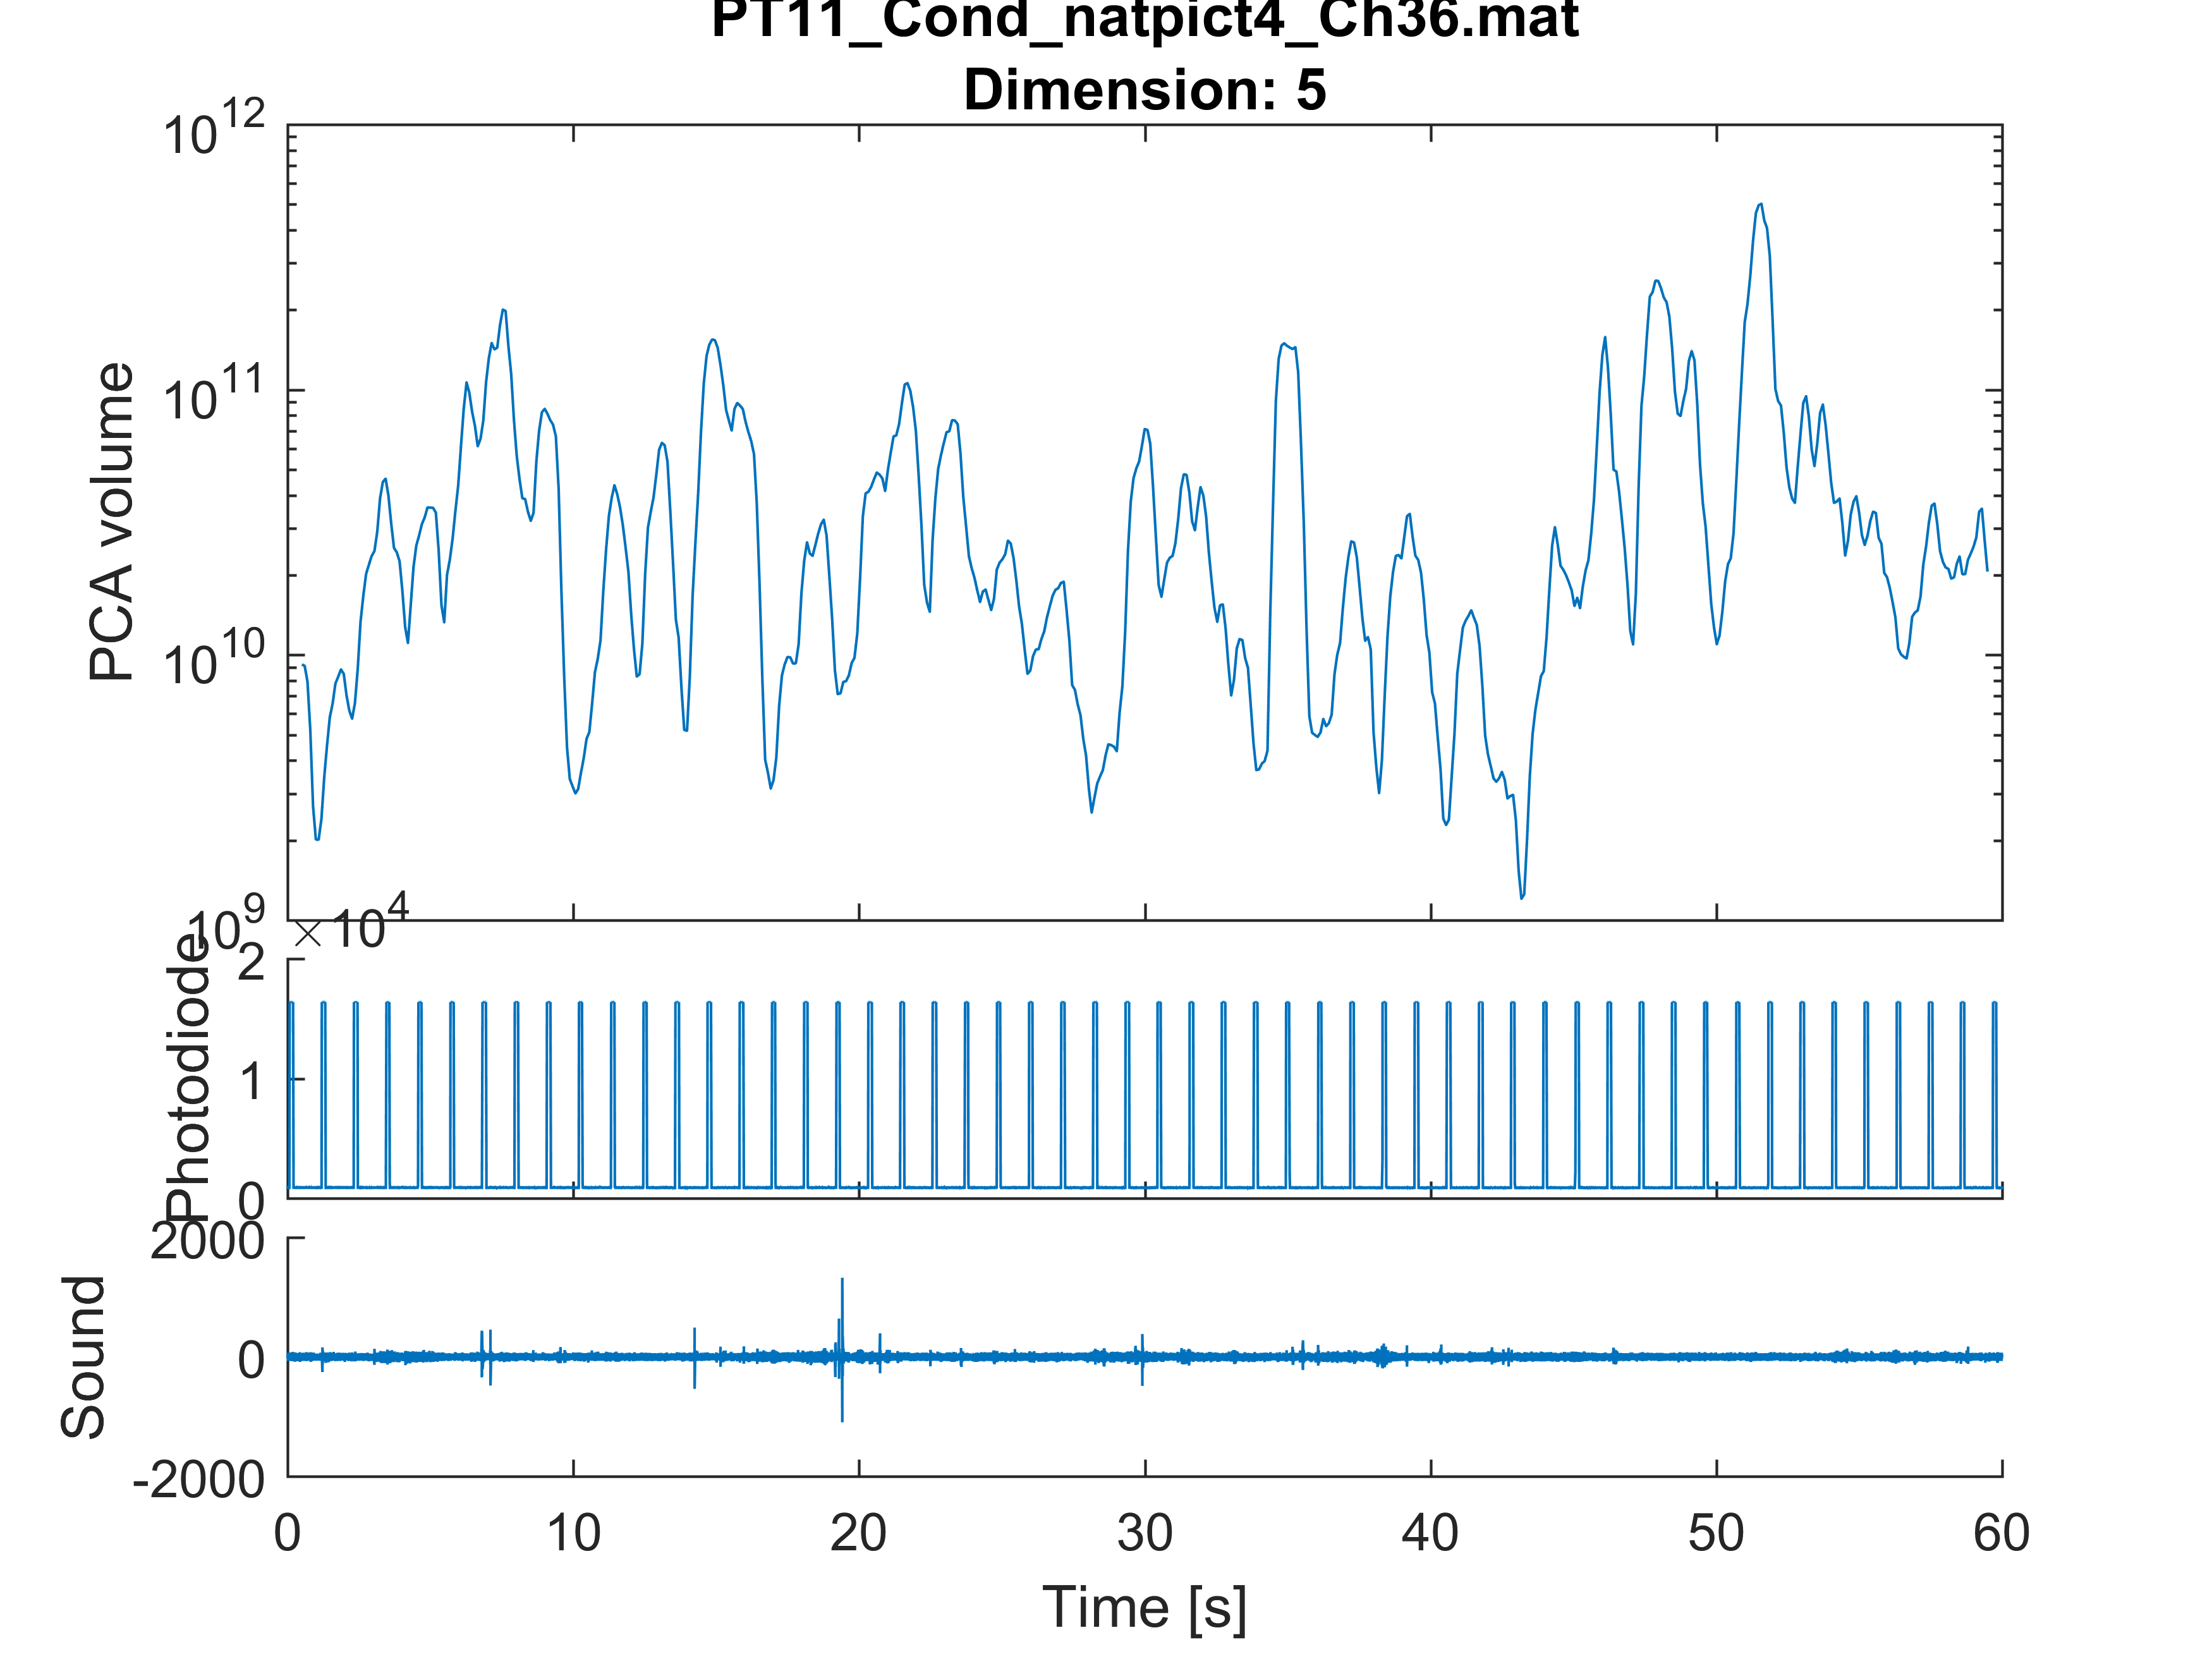 PT11_Cond_natpict4_Ch36.mat
Dimension: 5
10^12
10^11
10^10
10^9
PCA volume
× 10^4
2
1
0
Photodiode
2000
0
-2000
Sound
0 10 20 30 40 50 60
Time [s]